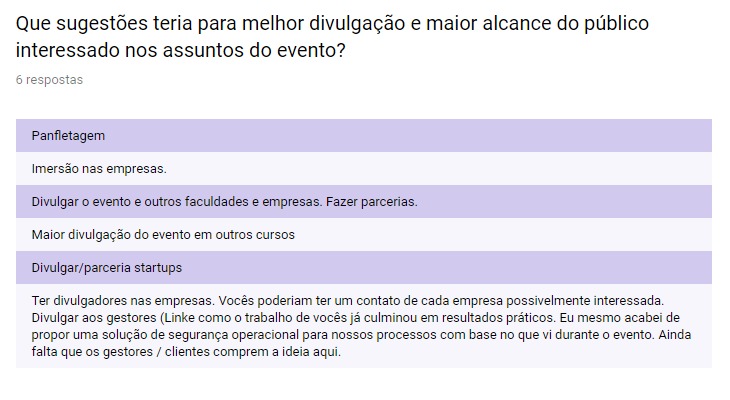 Que sugestões teria para melhor divulgação e maior alcance do público
interessado nos assuntos do evento?
6 respostas
Panfletagem
Imersão nas empresas.
Divulgar o evento e outros faculdades e empresas. Fazer parcerias.
Maior divulgação do evento em outros cursos
Divulgar/parceria startups
Ter divulgadores nas empresas. Vocês poderiam ter um contato de cada empresa possivelmente interessada.
Divulgar aos gestores (Linke como o trabalho de vocês já culminou em resultados práticos. Eu mesmo acabei de
propor uma solução de segurança operacional para nossos processos com base no que vi durante o evento. Ainda
falta que os gestores / clientes comprem a ideia aqui.